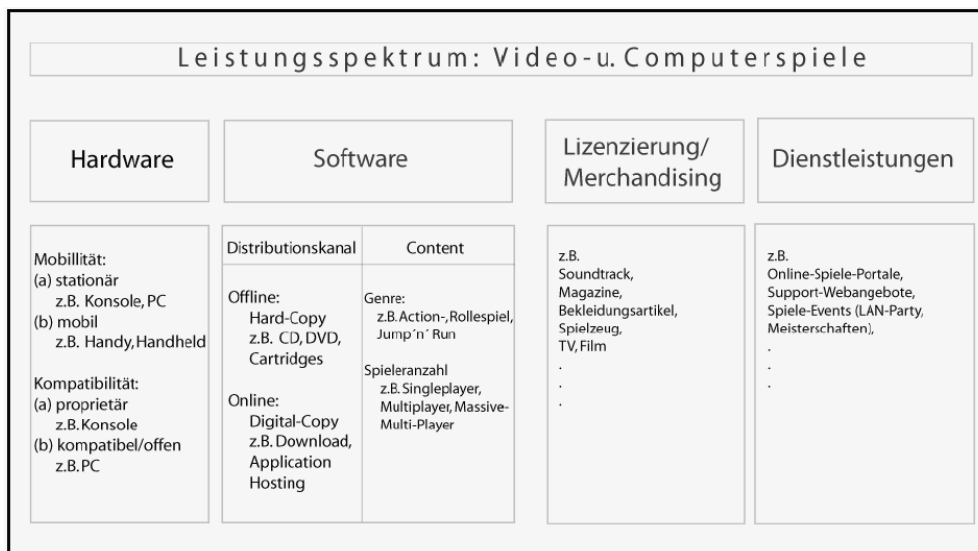 Leistungsspektrum: Video-u. Computerspiele
Hardware
Software
Lizenzierung/
Merchandising
Dienstleistungen
Mobillität:
(a) stationär
z.B. Konsole, PC
(b) mobil
z.B. Handy, Handheld
Kompatibilität:
(a) proprietär
z.B. Konsole
(b) kompatibel/offen
z.B. PC
Distributionskanal
Offline:
Hard-Copy
z.B. CD, DVD,
Cartridges
Online:
Digital-Copy
z.B. Download,
Application
Hosting
Content
Genre:
z.B. Action-, Rollespiel,
Jump´n´ Run
Spieleranzahl
z.B. Singleplayer,
Multiplayer, Massive-
Multi-Player
z.B.
Soundtrack,
Magazine,
Bekleidungsartikel,
Spielzeug,
TV, Film
.
.
.
z.B.
Online-Spiele-Portale,
Support-Webangebote,
Spiele-Events (LAN-Party,
Meisterschaften),
.
.
.